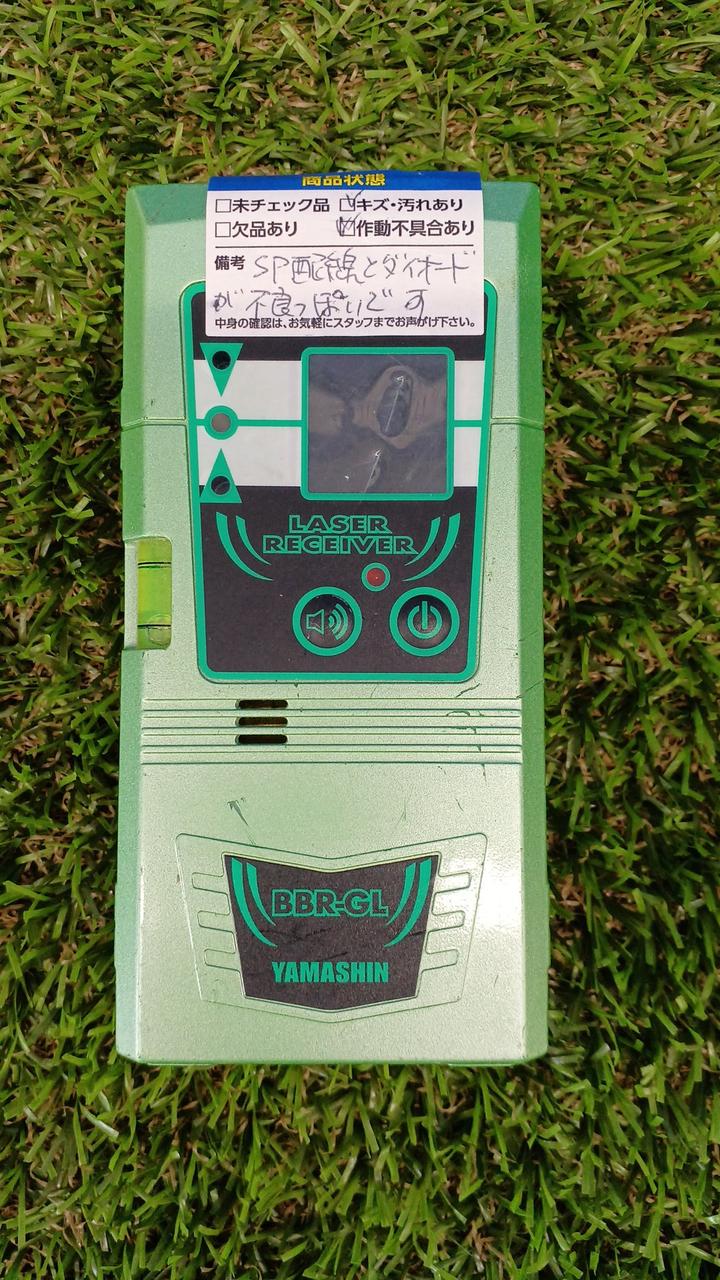 商品状態
□未チェック品 ☑キズ・汚れあり
□欠品あり ☑作動不具合あり
備考 SP配線とダイオード
が不良っぽいです
中身の確認は、お気軽にスタッフまでお声がけ下さい。
LASER
RECEIVER
BBR-GL
YAMASHIN